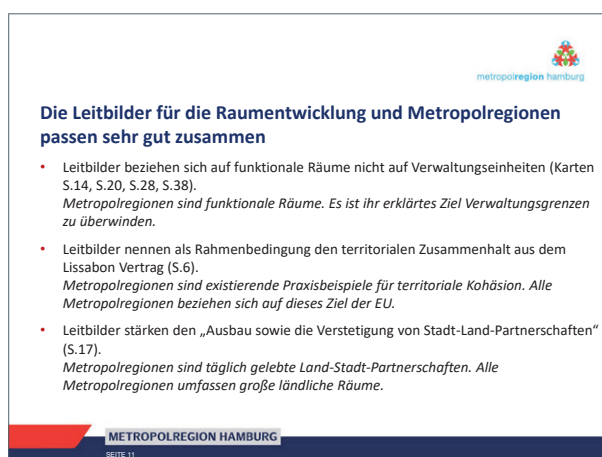 metropolregion hamburg
Die Leitbilder für die Raumentwicklung und Metropolregionen
passen sehr gut zusammen
• Leitbilder beziehen sich auf funktionale Räume nicht auf Verwaltungseinheiten (Karten
S.14, S.20, S.28, S.38).
Metropolregionen sind funktionale Räume. Es ist ihr erklärtes Ziel Verwaltungsgrenzen
zu überwinden.
• Leitbilder nennen als Rahmenbedingung den territorialen Zusammenhalt aus dem
Lissabon Vertrag (S.6).
Metropolregionen sind existierende Praxisbeispiele für territoriale Kohäsion. Alle
Metropolregionen beziehen sich auf dieses Ziel der EU.
• Leitbilder stärken den „Ausbau sowie die Verstetigung von Stadt-Land-Partnerschaften“
(S.17).
Metropolregionen sind täglich gelebte Land-Stadt-Partnerschaften. Alle
Metropolregionen umfassen große ländliche Räume.
METROPOLREGION HAMBURG
SEITE 11